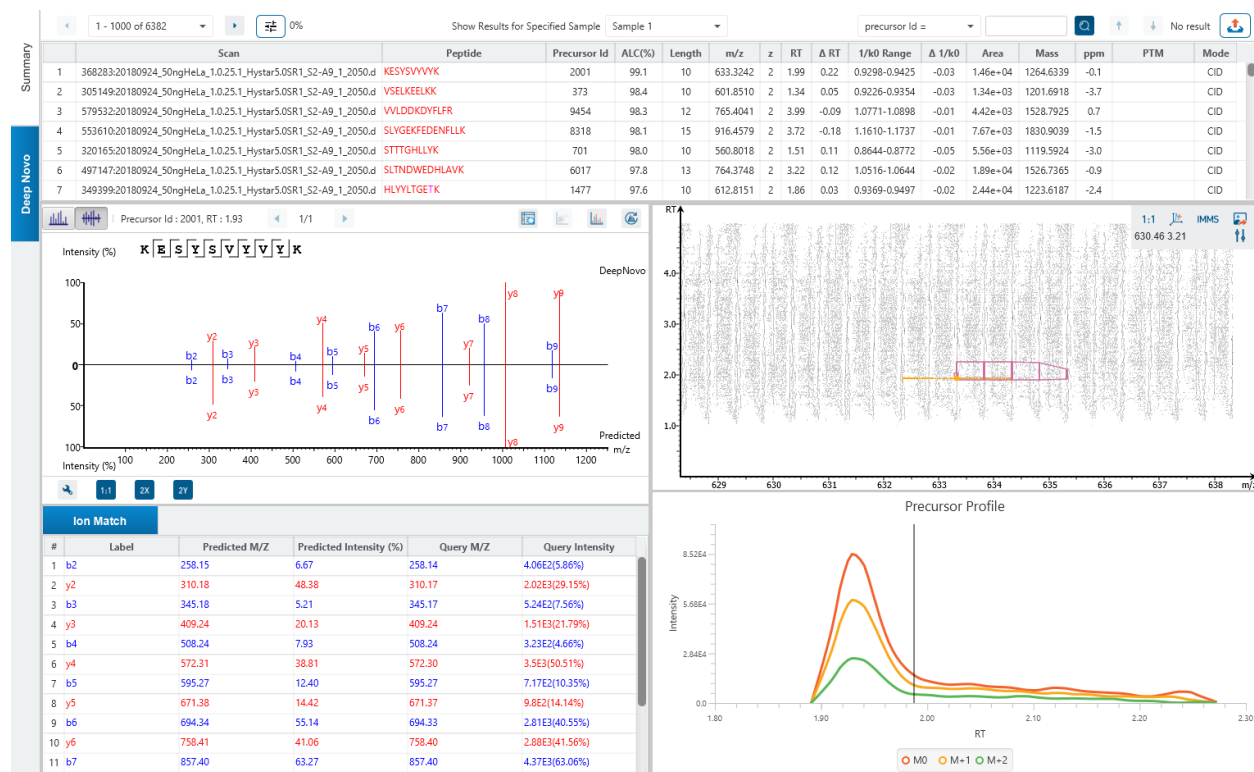 1 - 1000 of 6382 0% Show Results for Specified Sample Sample 1 precursor Id = No result
Summary
Deep Novo
Scan Peptide Precursor Id ALC(%) Length m/z z RT Δ RT 1/k0 Range Δ 1/k0 Area Mass ppm PTM Mode
1 368283:20180924_50ngHeLa_1.0.25.1_Hystar5.0SR1_S2-A9_1_2050.d KESYSVYVYK 2001 99.1 10 633.3242 2 1.99 0.22 0.9298-0.9425 -0.03 1.46e+04 1264.6339 -0.1 CID
2 305149:20180924_50ngHeLa_1.0.25.1_Hystar5.0SR1_S2-A9_1_2050.d VSELKEELKK 373 98.4 10 601.8510 2 1.34 0.05 0.9226-0.9354 -0.03 1.34e+03 1201.6918 -3.7 CID
3 579532:20180924_50ngHeLa_1.0.25.1_Hystar5.0SR1_S2-A9_1_2050.d VVLDDKDYFLFR 9454 98.3 12 765.4041 2 3.99 -0.09 1.0771-1.0898 -0.01 4.42e+03 1528.7925 0.7 CID
4 553610:20180924_50ngHeLa_1.0.25.1_Hystar5.0SR1_S2-A9_1_2050.d SLYGEKFEDENFLLK 8318 98.1 15 916.4579 2 3.72 -0.18 1.1610-1.1737 -0.01 7.67e+03 1830.9039 -1.5 CID
5 320165:20180924_50ngHeLa_1.0.25.1_Hystar5.0SR1_S2-A9_1_2050.d STTTGHLLYK 701 98.0 10 560.8018 2 1.51 0.11 0.8644-0.8772 -0.05 5.56e+03 1119.5924 -3.0 CID
6 497147:20180924_50ngHeLa_1.0.25.1_Hystar5.0SR1_S2-A9_1_2050.d SLTNDWEDHLAVK 6017 97.8 13 764.3748 2 3.22 0.12 1.0516-1.0644 -0.02 1.89e+04 1526.7365 -0.9 CID
7 349399:20180924_50ngHeLa_1.0.25.1_Hystar5.0SR1_S2-A9_1_2050.d HLYYLTGETK 1477 97.6 10 612.8151 2 1.86 0.03 0.9369-0.9497 -0.02 2.44e+04 1223.6187 -2.4 CID
Precursor Id : 2001, RT : 1.93 1/1
Intensity (%) K E S Y S V Y V Y K
DeepNovo
100
50
0
50
100
b2 y2 b3 y3 b4 y4 b5 y5 b6 y6 b7 y7 b8 y8 b9 y9
b2 y2 b3 y3 b4 y4 b5 y5 b6 y6 b7 y7 b8 y8 b9 y9
Predicted
m/z
Intensity (%)
100 200 300 400 500 600 700 800 900 1000 1100 1200
1:1 2X 2Y
RT
1:1 IMMS
630.46 3.21
4.0
3.0
2.0
1.0
629 630 631 632 633 634 635 636 637 638 m/z
Ion Match
# Label Predicted M/Z Predicted Intensity (%) Query M/Z Query Intensity
1 b2 258.15 6.67 258.14 4.06E2(5.86%)
2 y2 310.18 48.38 310.17 2.02E3(29.15%)
3 b3 345.18 5.21 345.17 5.24E2(7.56%)
4 y3 409.24 20.13 409.24 1.51E3(21.79%)
5 b4 508.24 7.93 508.24 3.23E2(4.66%)
6 y4 572.31 38.81 572.30 3.5E3(50.51%)
7 b5 595.27 12.40 595.27 7.17E2(10.35%)
8 y5 671.38 14.42 671.37 9.8E2(14.14%)
9 b6 694.34 55.14 694.33 2.81E3(40.55%)
10 y6 758.41 41.06 758.40 2.88E3(41.56%)
11 b7 857.40 63.27 857.40 4.37E3(63.06%)
Precursor Profile
Intensity
8.52E4
5.68E4
2.84E4
0.0
1.80 1.90 2.00 2.10 2.20 2.30
RT
M0 M+1 M+2